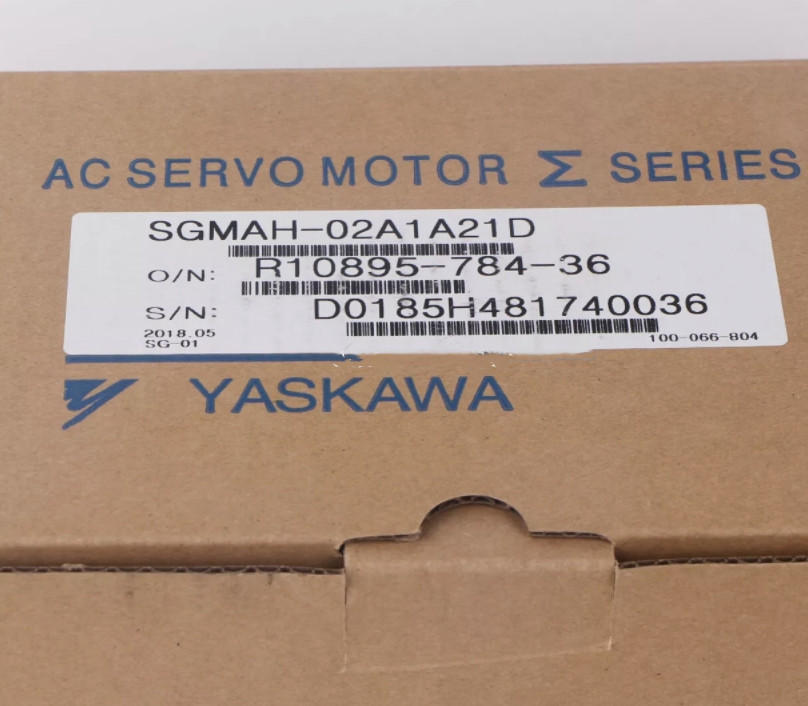 AC SERVO MOTOR Σ SERIES
SGMAH-02A1A21D
O/N: R10895-784-36
S/N: D0185H481740036
2018.05
SG-01
100-066-804
YASKAWA